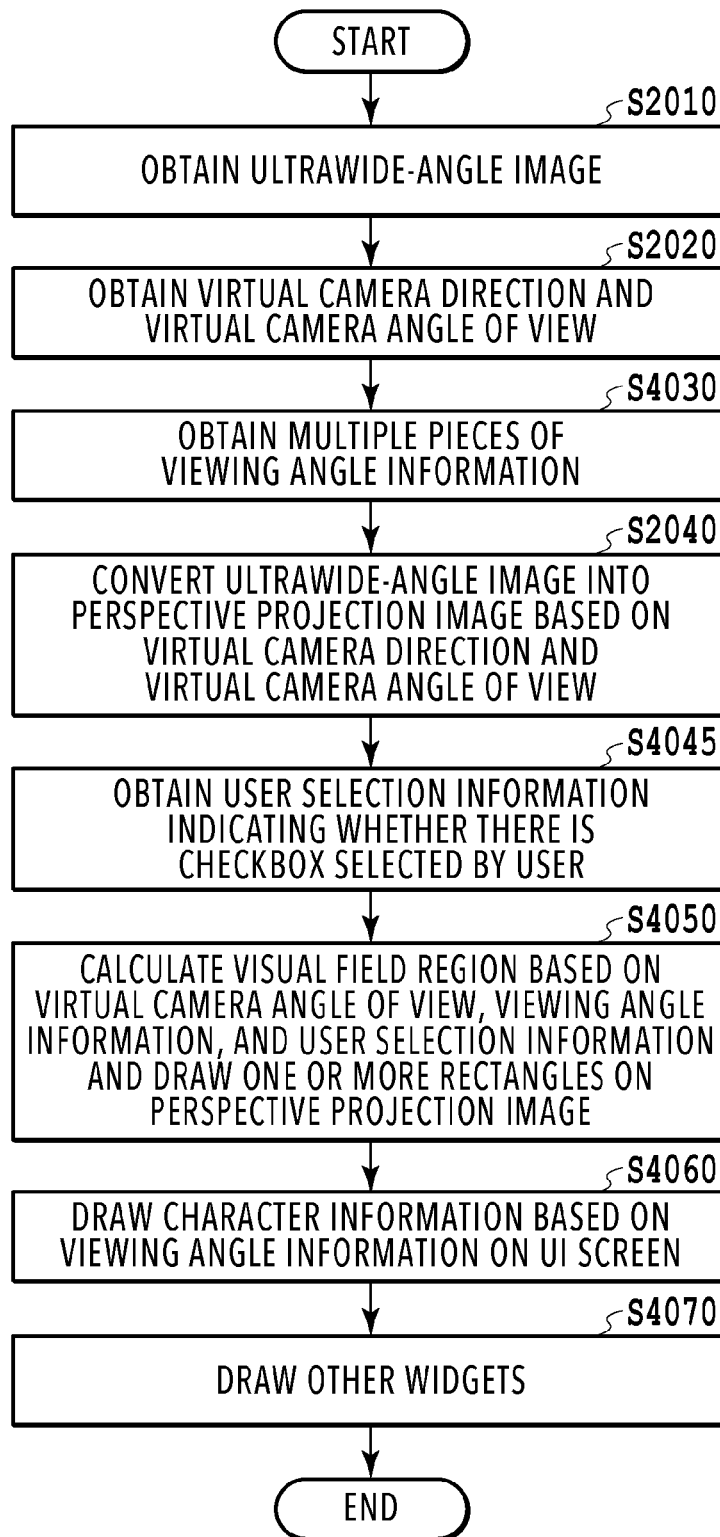 START
S2010
OBTAIN ULTRAWIDE-ANGLE IMAGE
S2020
OBTAIN VIRTUAL CAMERA DIRECTION AND
VIRTUAL CAMERA ANGLE OF VIEW
S4030
OBTAIN MULTIPLE PIECES OF
VIEWING ANGLE INFORMATION
S2040
CONVERT ULTRAWIDE-ANGLE IMAGE INTO
PERSPECTIVE PROJECTION IMAGE BASED ON
VIRTUAL CAMERA DIRECTION AND
VIRTUAL CAMERA ANGLE OF VIEW
S4045
OBTAIN USER SELECTION INFORMATION
INDICATING WHETHER THERE IS
CHECKBOX SELECTED BY USER
S4050
CALCULATE VISUAL FIELD REGION BASED ON
VIRTUAL CAMERA ANGLE OF VIEW, VIEWING ANGLE
INFORMATION, AND USER SELECTION INFORMATION
AND DRAW ONE OR MORE RECTANGLES ON
PERSPECTIVE PROJECTION IMAGE
S4060
DRAW CHARACTER INFORMATION BASED ON
VIEWING ANGLE INFORMATION ON UI SCREEN
S4070
DRAW OTHER WIDGETS
END